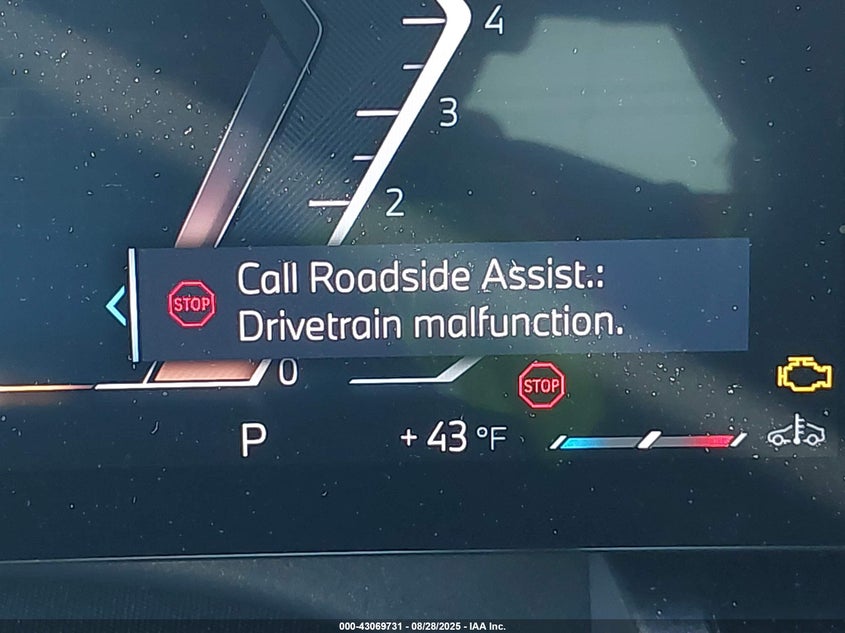 4
3
2
STOP
Call Roadside Assist.:
Drivetrain malfunction.
0
STOP
P
+ 43 °F
000-43069731 - 08/28/2025 - IAA Inc.